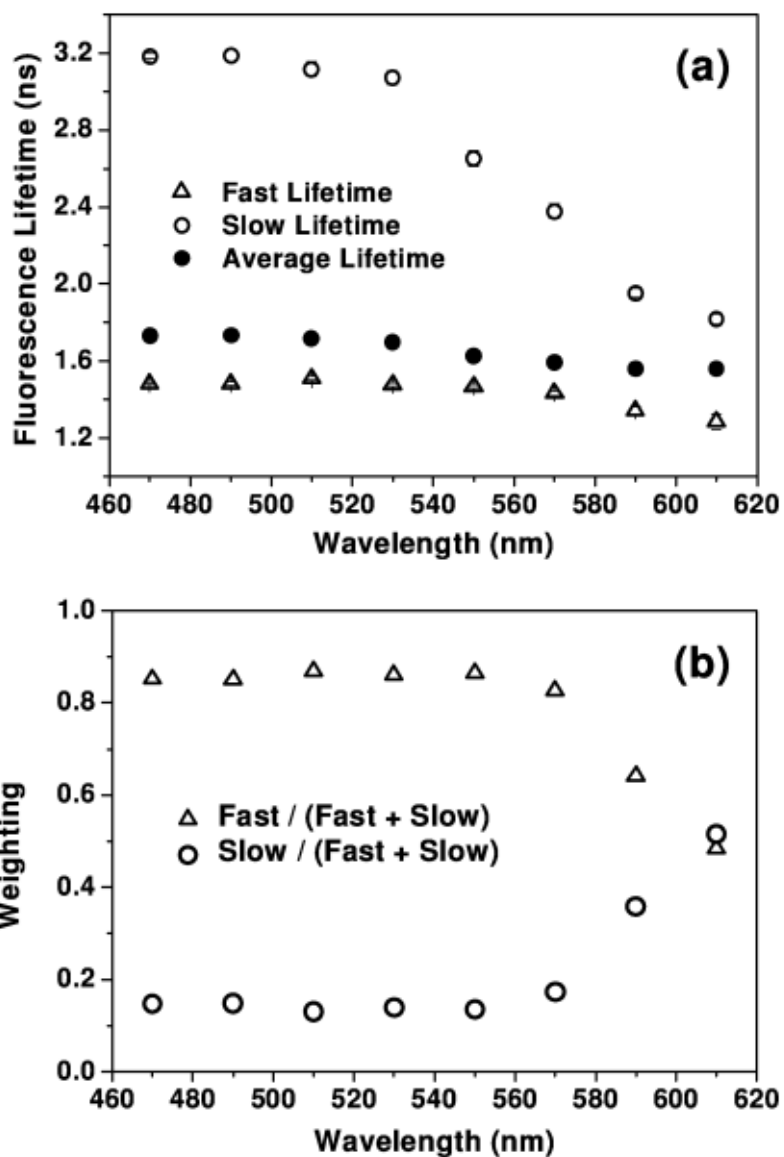 (a)
Fluorescence Lifetime (ns)
3.2
2.8
2.4
2.0
1.6
1.2
Fast Lifetime
Slow Lifetime
Average Lifetime
460 480 500 520 540 560 580 600 620
Wavelength (nm)
(b)
Weighting
1.0
0.8
0.6
0.4
0.2
0.0
Fast / (Fast + Slow)
Slow / (Fast + Slow)
460 480 500 520 540 560 580 600 620
Wavelength (nm)